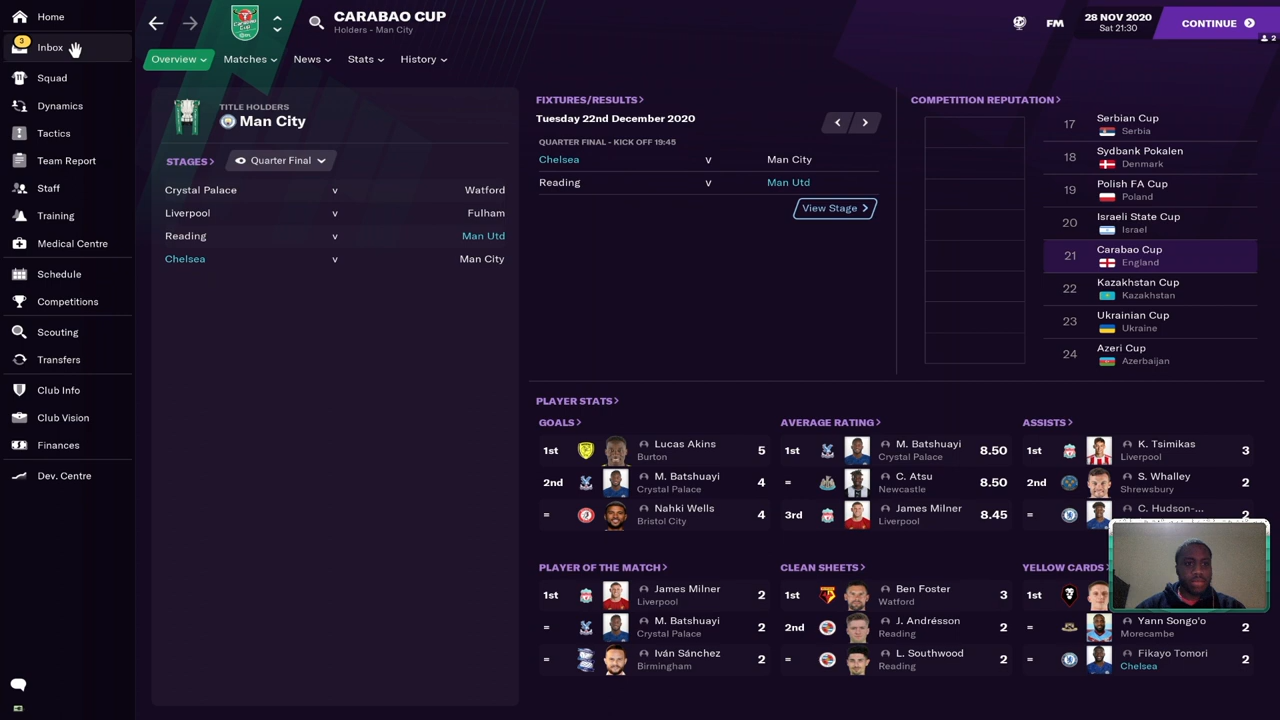 Home
3
Inbox
Squad
Dynamics
Tactics
Team Report
Staff
Training
Medical Centre
Schedule
Competitions
Scouting
Transfers
Club Info
Club Vision
Finances
Dev. Centre
CARABAO CUP
Holders - Man City
FM
28 NOV 2020
Sat 21:30
CONTINUE
2
Overview
Matches
News
Stats
History
TITLE HOLDERS
Man City
STAGES
Quarter Final
Crystal Palace v Watford
Liverpool v Fulham
Reading v Man Utd
Chelsea v Man City
FIXTURES/RESULTS
Tuesday 22nd December 2020
QUARTER FINAL - KICK OFF 19:45
Chelsea v Man City
Reading v Man Utd
View Stage
COMPETITION REPUTATION
17 Serbian Cup
Serbia
18 Sydbank Pokalen
Denmark
19 Polish FA Cup
Poland
20 Israeli State Cup
Israel
21 Carabao Cup
England
22 Kazakhstan Cup
Kazakhstan
23 Ukrainian Cup
Ukraine
24 Azeri Cup
Azerbaijan
PLAYER STATS
GOALS
1st Lucas Akins 5
Burton
2nd M. Batshuayi 4
Crystal Palace
= Nahki Wells 4
Bristol City
AVERAGE RATING
1st M. Batshuayi 8.50
Crystal Palace
= C. Atsu 8.50
Newcastle
3rd James Milner 8.45
Liverpool
ASSISTS
1st K. Tsimikas 3
Liverpool
2nd S. Whalley 2
Shrewsbury
= C. Hudson-... 2
PLAYER OF THE MATCH
1st James Milner 2
Liverpool
= M. Batshuayi 2
Crystal Palace
= Iván Sánchez 2
Birmingham
CLEAN SHEETS
1st Ben Foster 3
Watford
2nd J. Andrésson 2
Reading
= L. Southwood 2
Reading
YELLOW CARDS
1st
= Yann Songo'o 2
Morecambe
= Fikayo Tomori 2
Chelsea